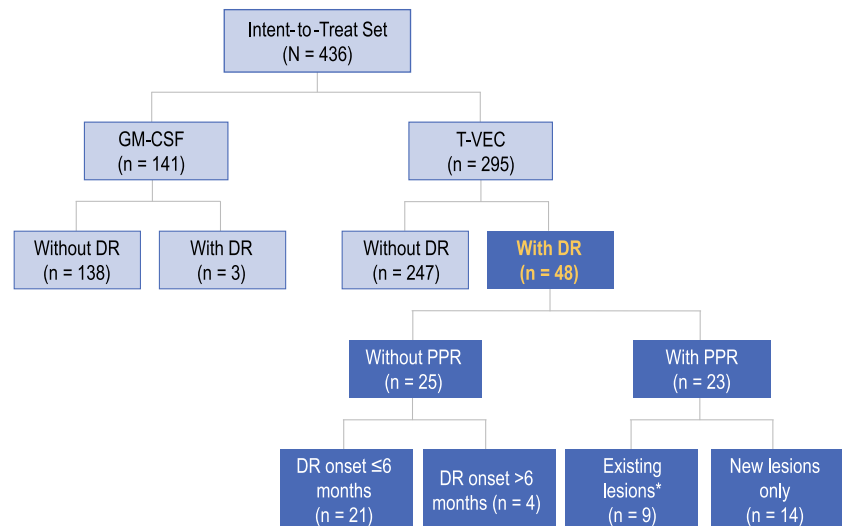 Intent-to-Treat Set
(N = 436)
GM-CSF
(n = 141)
T-VEC
(n = 295)
Without DR
(n = 138)
With DR
(n = 3)
Without DR
(n = 247)
With DR
(n = 48)
Without PPR
(n = 25)
With PPR
(n = 23)
DR onset ≤6
months
(n = 21)
DR onset >6
months (n = 4)
Existing
lesions*
(n = 9)
New lesions
only
(n = 14)